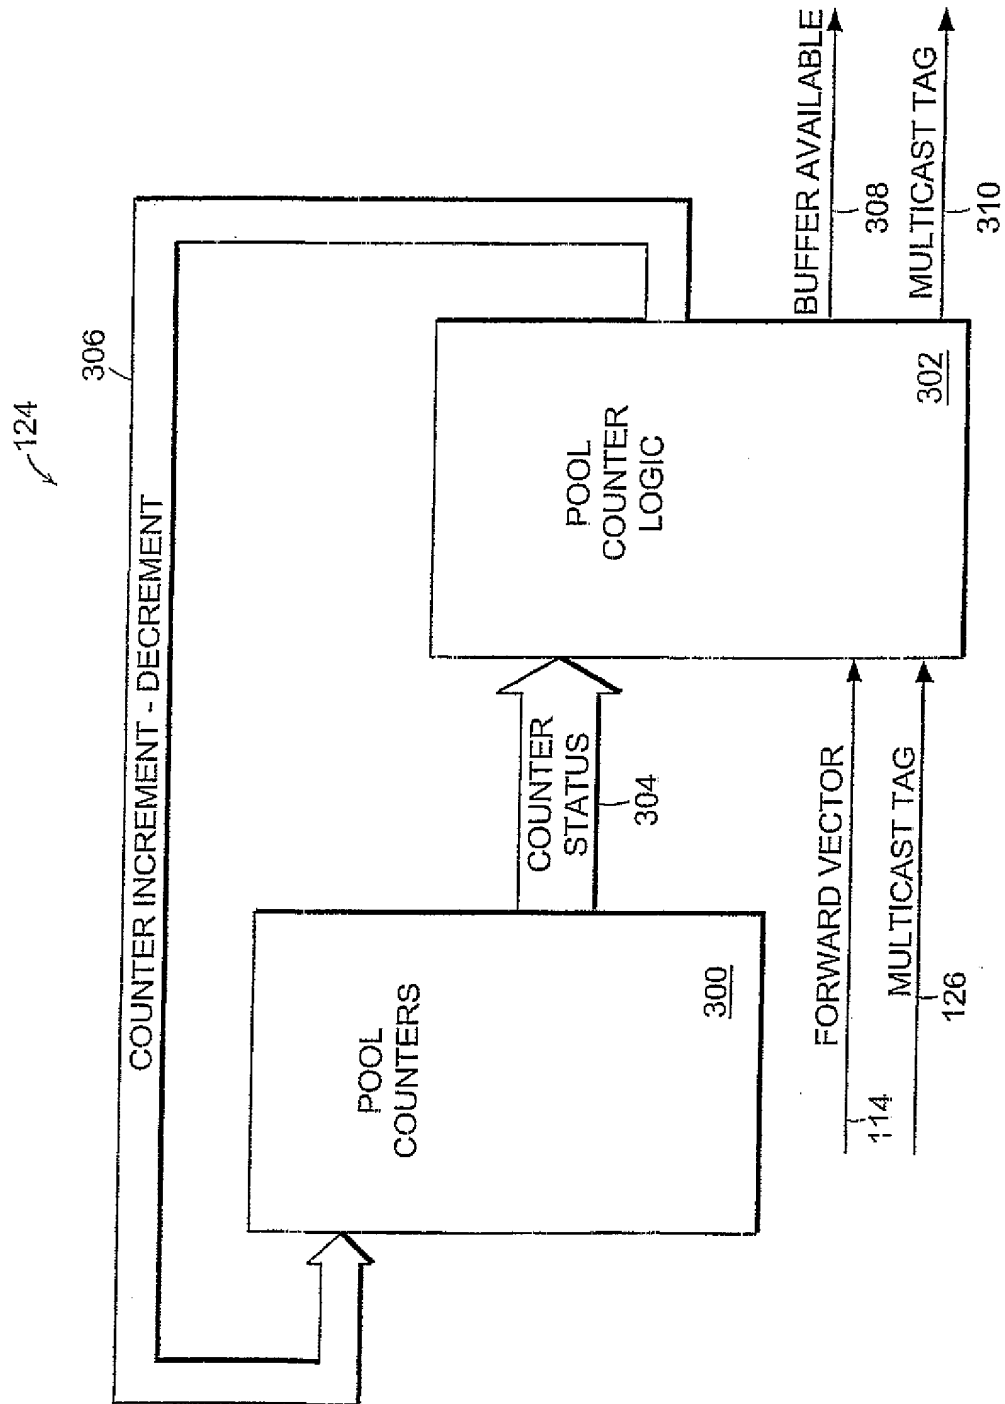 124
306
COUNTER INCREMENT - DECREMENT
POOL
COUNTERS
300
COUNTER
STATUS
304
POOL
COUNTER
LOGIC
302
FORWARD VECTOR
114
MULTICAST TAG
126
BUFFER AVAILABLE
308
MULTICAST TAG
310